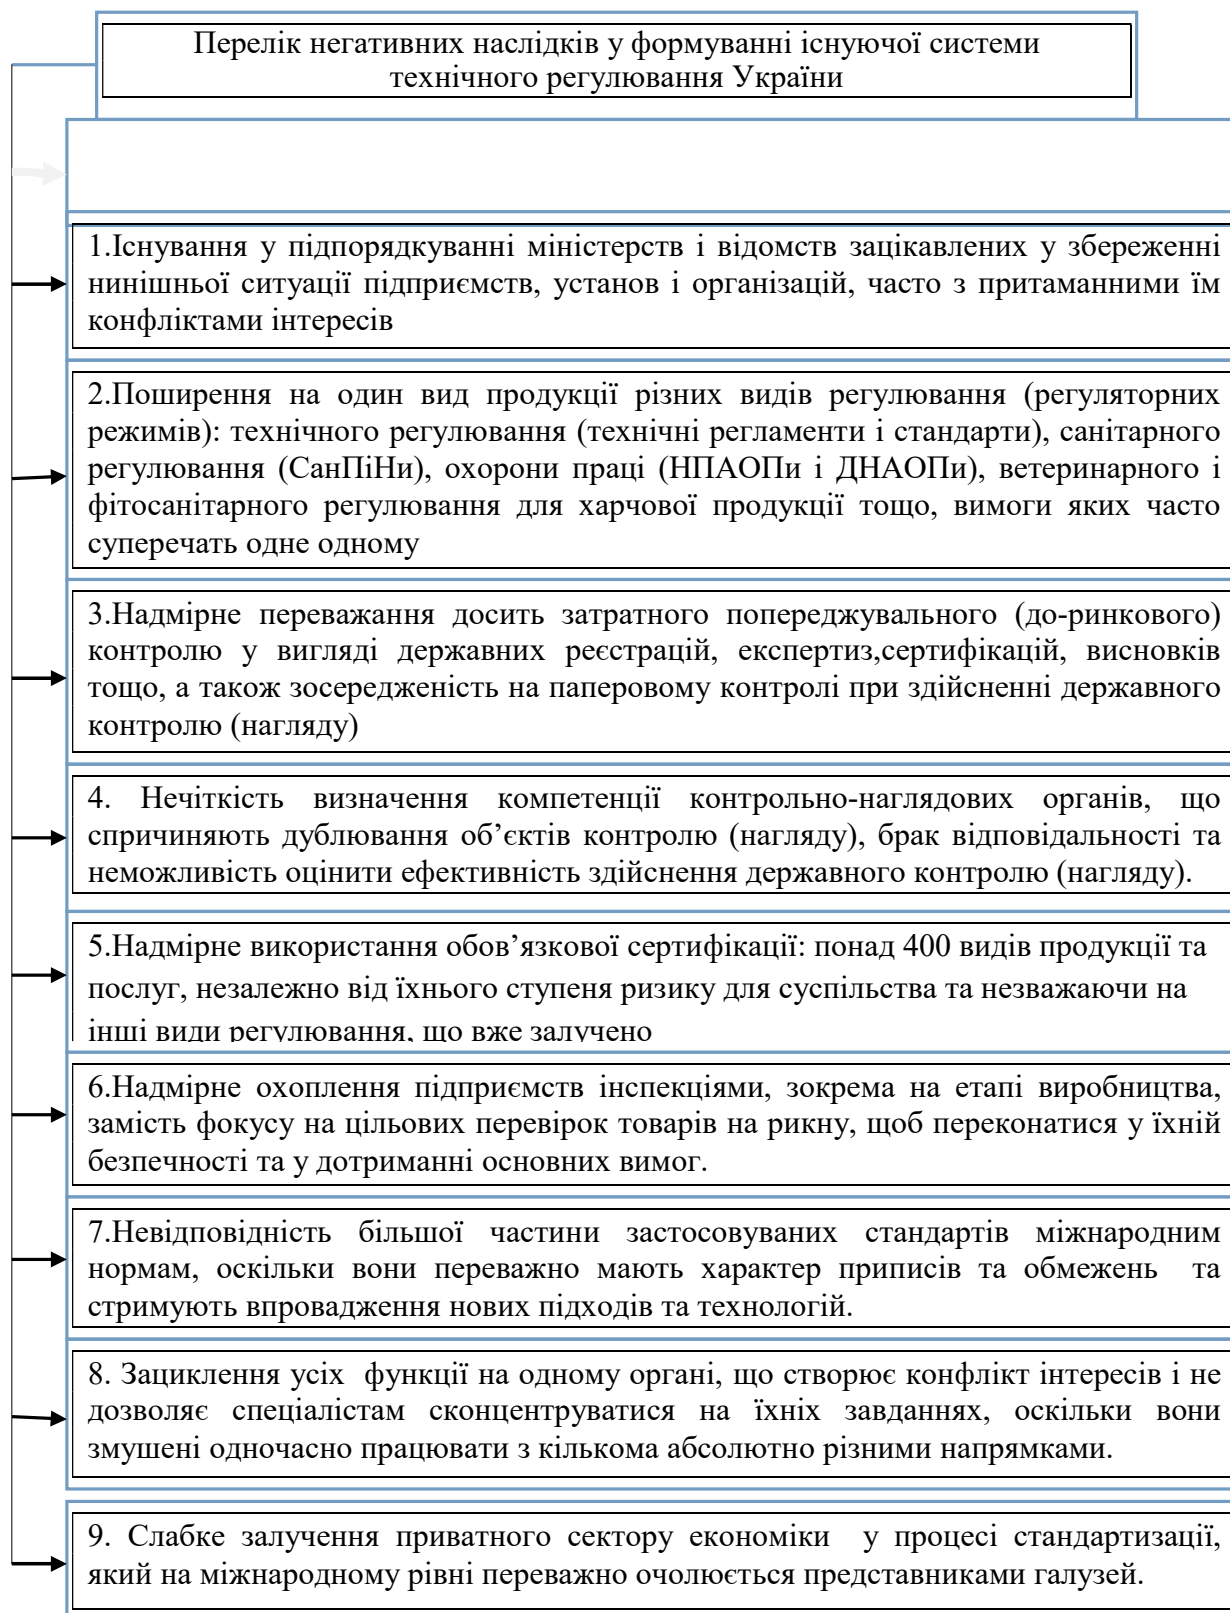 Перелік негативних наслідків у формуванні існуючої системи
технічного регулювання України
1.Існування у підпорядкуванні міністерств і відомств зацікавлених у збереженні
нинішньої ситуації підприємств, установ і організацій, часто з притаманними їм
конфліктами інтересів
2.Поширення на один вид продукції різних видів регулювання (регуляторних
режимів): технічного регулювання (технічні регламенти і стандарти), санітарного
регулювання (СанПіНи), охорони праці (НПАОПи і ДНАОПи), ветеринарного і
фітосанітарного регулювання для харчової продукції тощо, вимоги яких часто
суперечать одне одному
3.Надмірне переважання досить затратного попереджувального (до-ринкового)
контролю у вигляді державних реєстрацій, експертиз,сертифікацій, висновків
тощо, а також зосередженість на паперовому контролі при здійсненні державного
контролю (нагляду)
4. Нечіткість визначення компетенції контрольно-наглядових органів, що
спричиняють дублювання об’єктів контролю (нагляду), брак відповідальності та
неможливість оцінити ефективність здійснення державного контролю (нагляду).
5.Надмірне використання обов’язкової сертифікації: понад 400 видів продукції та
послуг, незалежно від їхнього ступеня ризику для суспільства та незважаючи на
інші види регулювання, що вже залучено
6.Надмірне охоплення підприємств інспекціями, зокрема на етапі виробництва,
замість фокусу на цільових перевірок товарів на рикну, щоб переконатися у їхній
безпечності та у дотриманні основних вимог.
7.Невідповідність більшої частини застосовуваних стандартів міжнародним
нормам, оскільки вони переважно мають характер приписів та обмежень та
стримують впровадження нових підходів та технологій.
8. Зациклення усіх функції на одному органі, що створює конфлікт інтересів і не
дозволяє спеціалістам сконцентруватися на їхніх завданнях, оскільки вони
змушені одночасно працювати з кількома абсолютно різними напрямками.
9. Слабке залучення приватного сектору економіки у процесі стандартизації,
який на міжнародному рівні переважно очолюється представниками галузей.